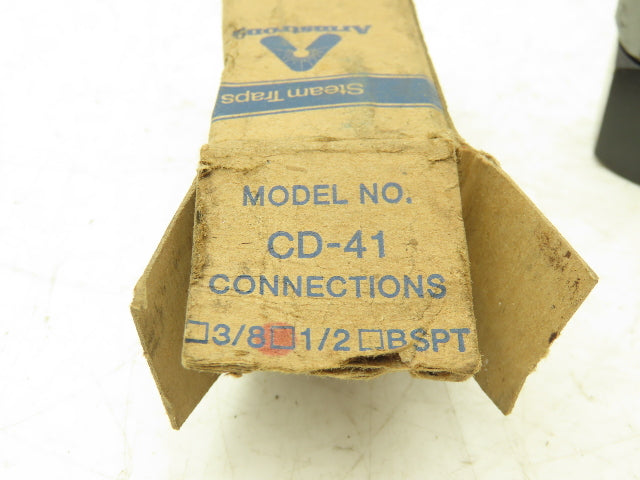 Armstrong
Steam Traps
MODEL NO.
CD-41
CONNECTIONS
☐3/8☐1/2☐BSPT